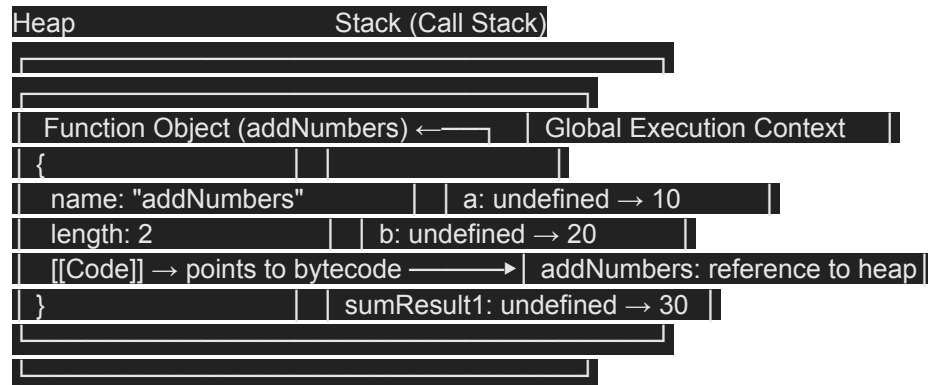 Heap Stack (Call Stack)
┌─────────────────────────────────────┐
┌─────────────────────────────────┐
│ Function Object (addNumbers) ←──┐ │ Global Execution Context │
│ { │ │ │
│ name: "addNumbers" │ │ a: undefined → 10 │
│ length: 2 │ │ b: undefined → 20 │
│ [[Code]] → points to bytecode ─────►│ addNumbers: reference to heap│
│ } │ │ sumResult1: undefined → 30 │
└─────────────────────────────────────┘
└─────────────────────────────────┘